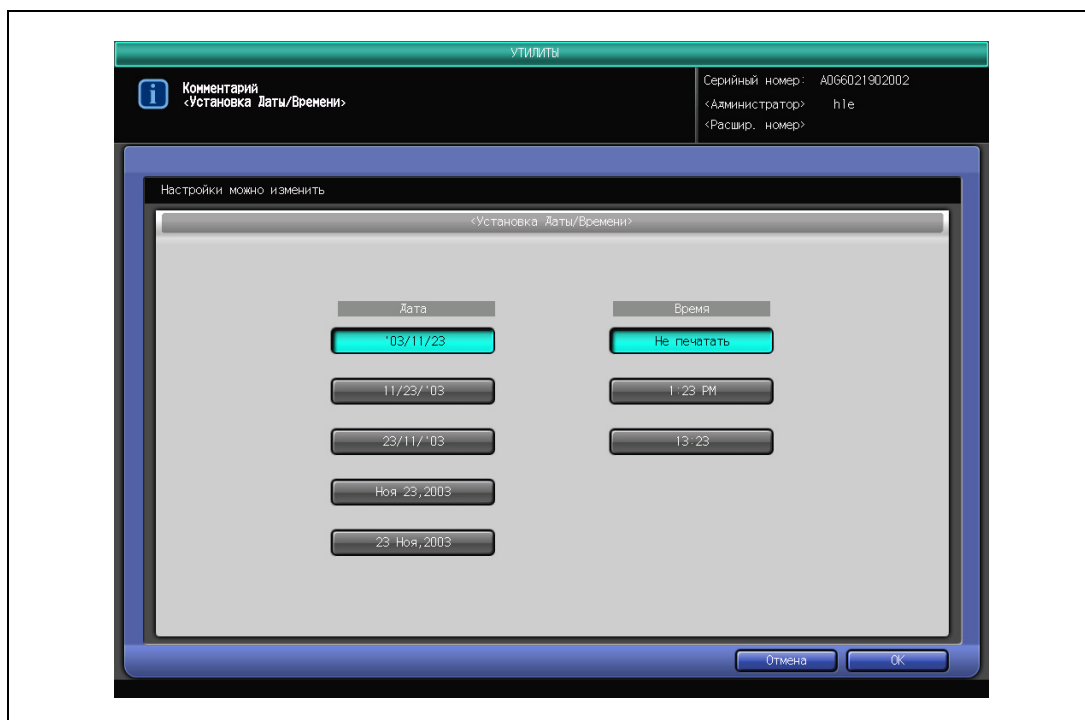 УТИЛИТЫ
Комментарий
<Установка Даты/Времени>
Серийный номер: A0G6021902002
<Администратор> hle
<Расшир. номер>
Настройки можно изменить
<Установка Даты/Времени>
Дата
Время
'03/11/23
Не печатать
11/23/'03
1:23 PM
23/11/'03
13:23
Ноя 23,2003
23 Ноя,2003
Отмена
OK